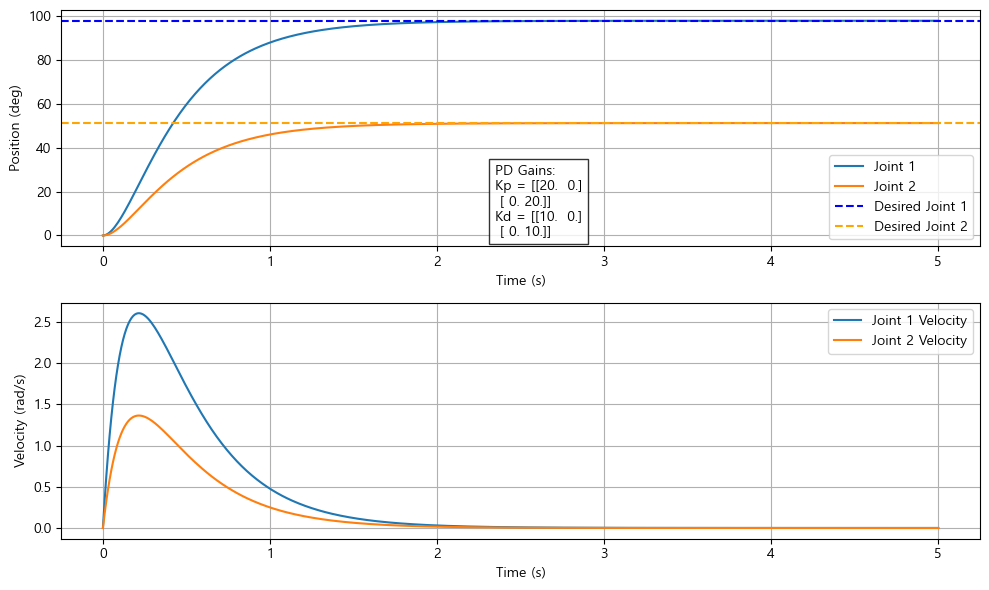 100
80
60
40
20
0
Position (deg)
PD Gains:
Kp = [[20.  0.]
 [ 0. 20.]]
Kd = [[10.  0.]
 [ 0. 10.]]
Joint 1
Joint 2
Desired Joint 1
Desired Joint 2
0 1 2 3 4 5
Time (s)
2.5
2.0
1.5
1.0
0.5
0.0
Velocity (rad/s)
Joint 1 Velocity
Joint 2 Velocity
0 1 2 3 4 5
Time (s)